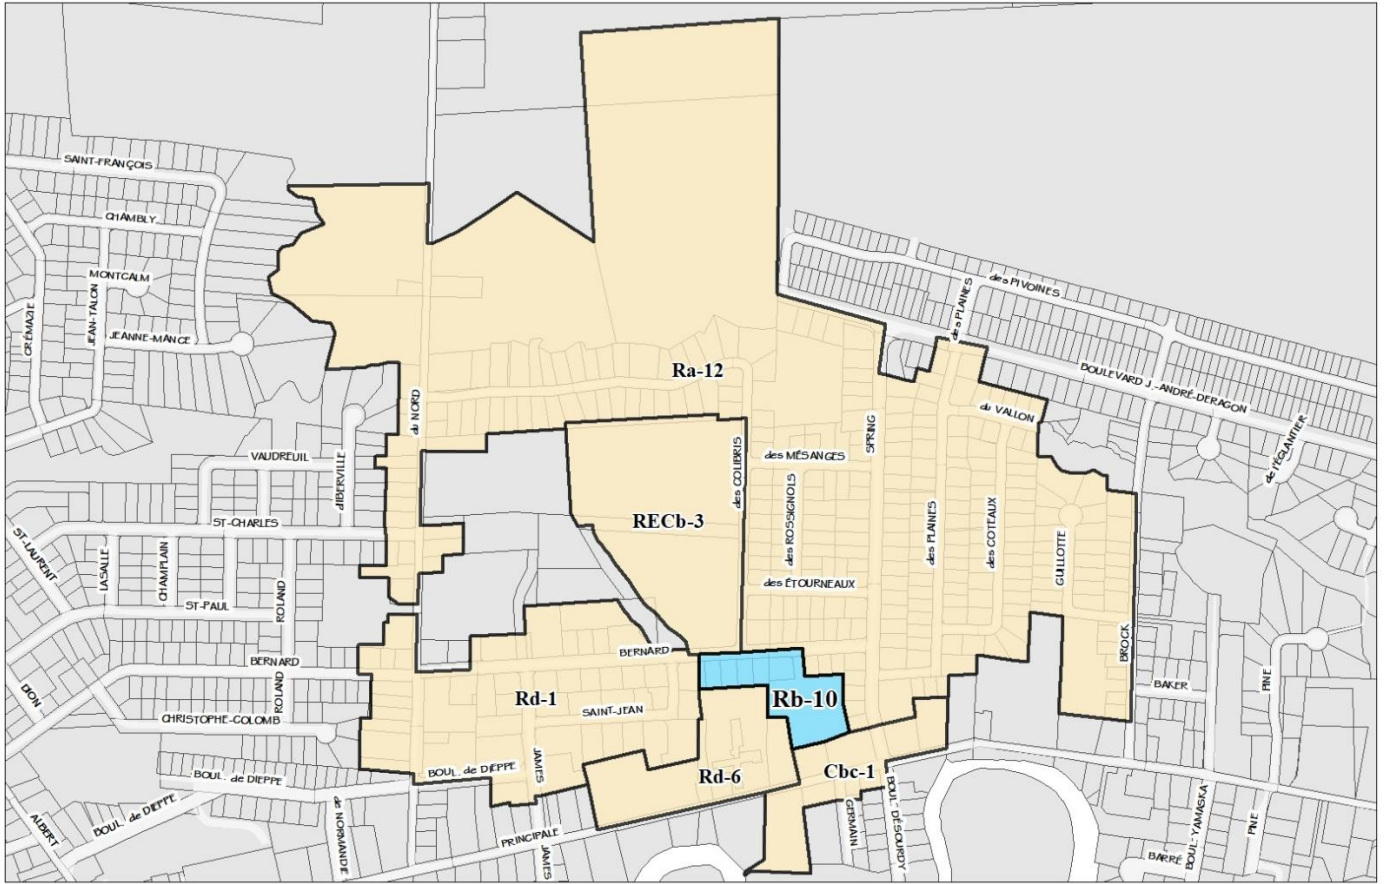 SAINT-FRANÇOIS
CHAMBLY
MONTCALM
CRÉMAZIE
JEAN-TALON
JEANNE-MANCE
des PIVOINES
des PLAINES
BOULEVARD J.-ANDRÉ-DERAGON
Ra-12
du NORD
du VALLON
de l'ÉGLANTIER
SPRING
des COLIBRIS
des MÉSANGES
VAUDREUIL
d'IBERVILLE
des ROSSIGNOLS
RECb-3
ST-CHARLES
des PLAINES
des COTEAUX
GUILLOTTE
ST-LAURENT
LASALLE
CHAMPLAIN
ROLAND
des ÉTOURNEAUX
ST-PAUL
BERNARD
BERNARD
BROCK
DION
ROLAND
Rd-1
Rb-10
BAKER
PINE
CHRISTOPHE-COLOMB
SAINT-JEAN
BOUL. de DIEPPE
BOUL. de DIEPPE
JAMES
Rd-6
Cbc-1
BOUL. de DIEPPE
de NORMANDIE
ALBERT
PRINCIPALE
JAMES
GERMAIN
BOUL. DÉSOURDY
BOUL. YAMASKA
PINE
BARRÉ